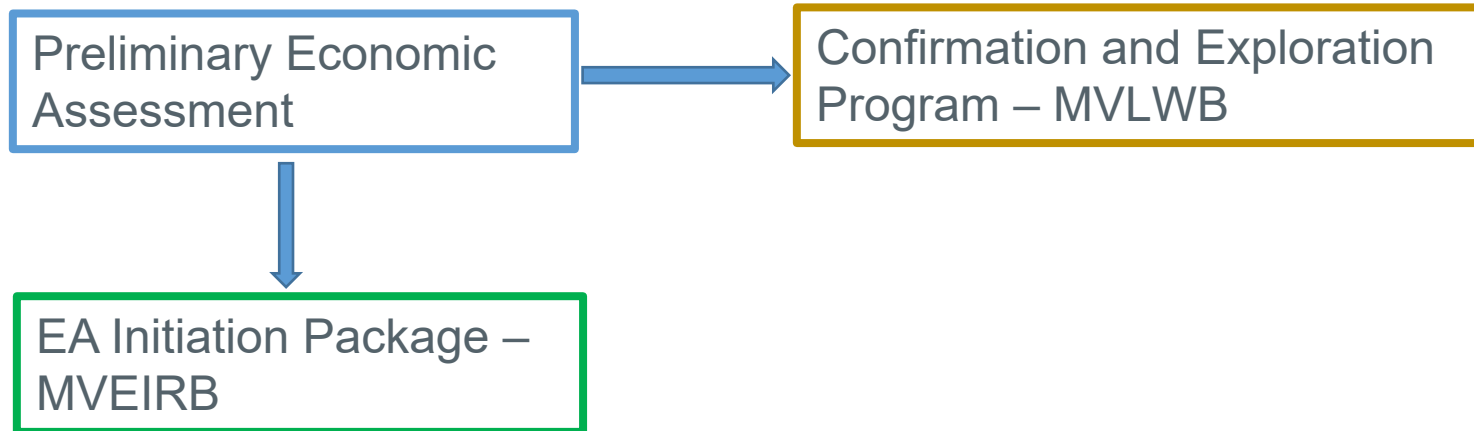 Preliminary Economic
Assessment
Confirmation and Exploration
Program – MVLWB
EA Initiation Package –
MVEIRB